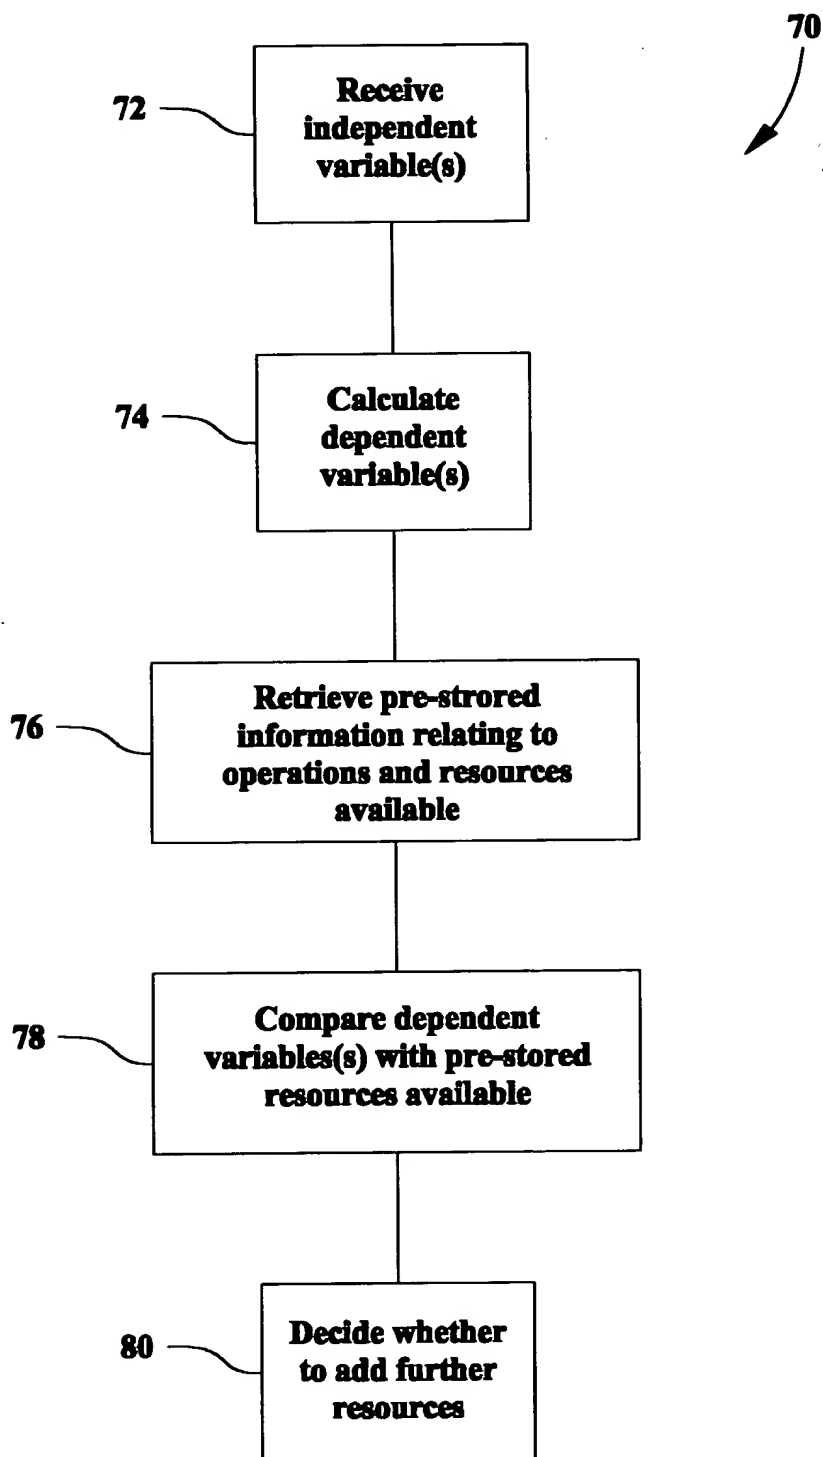 70
72
Receive
independent
variable(s)
74
Calculate
dependent
variable(s)
76
Retrieve pre-strored
information relating to
operations and resources
available
78
Compare dependent
variables(s) with pre-stored
resources available
80
Decide whether
to add further
resources